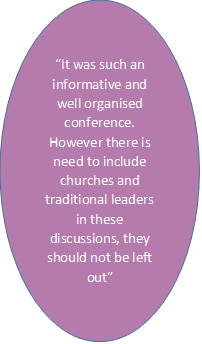 “It was such an
informative and
well organised
conference.
However there is
need to include
churches and
traditional leaders
in these
discussions, they
should not be left
out”